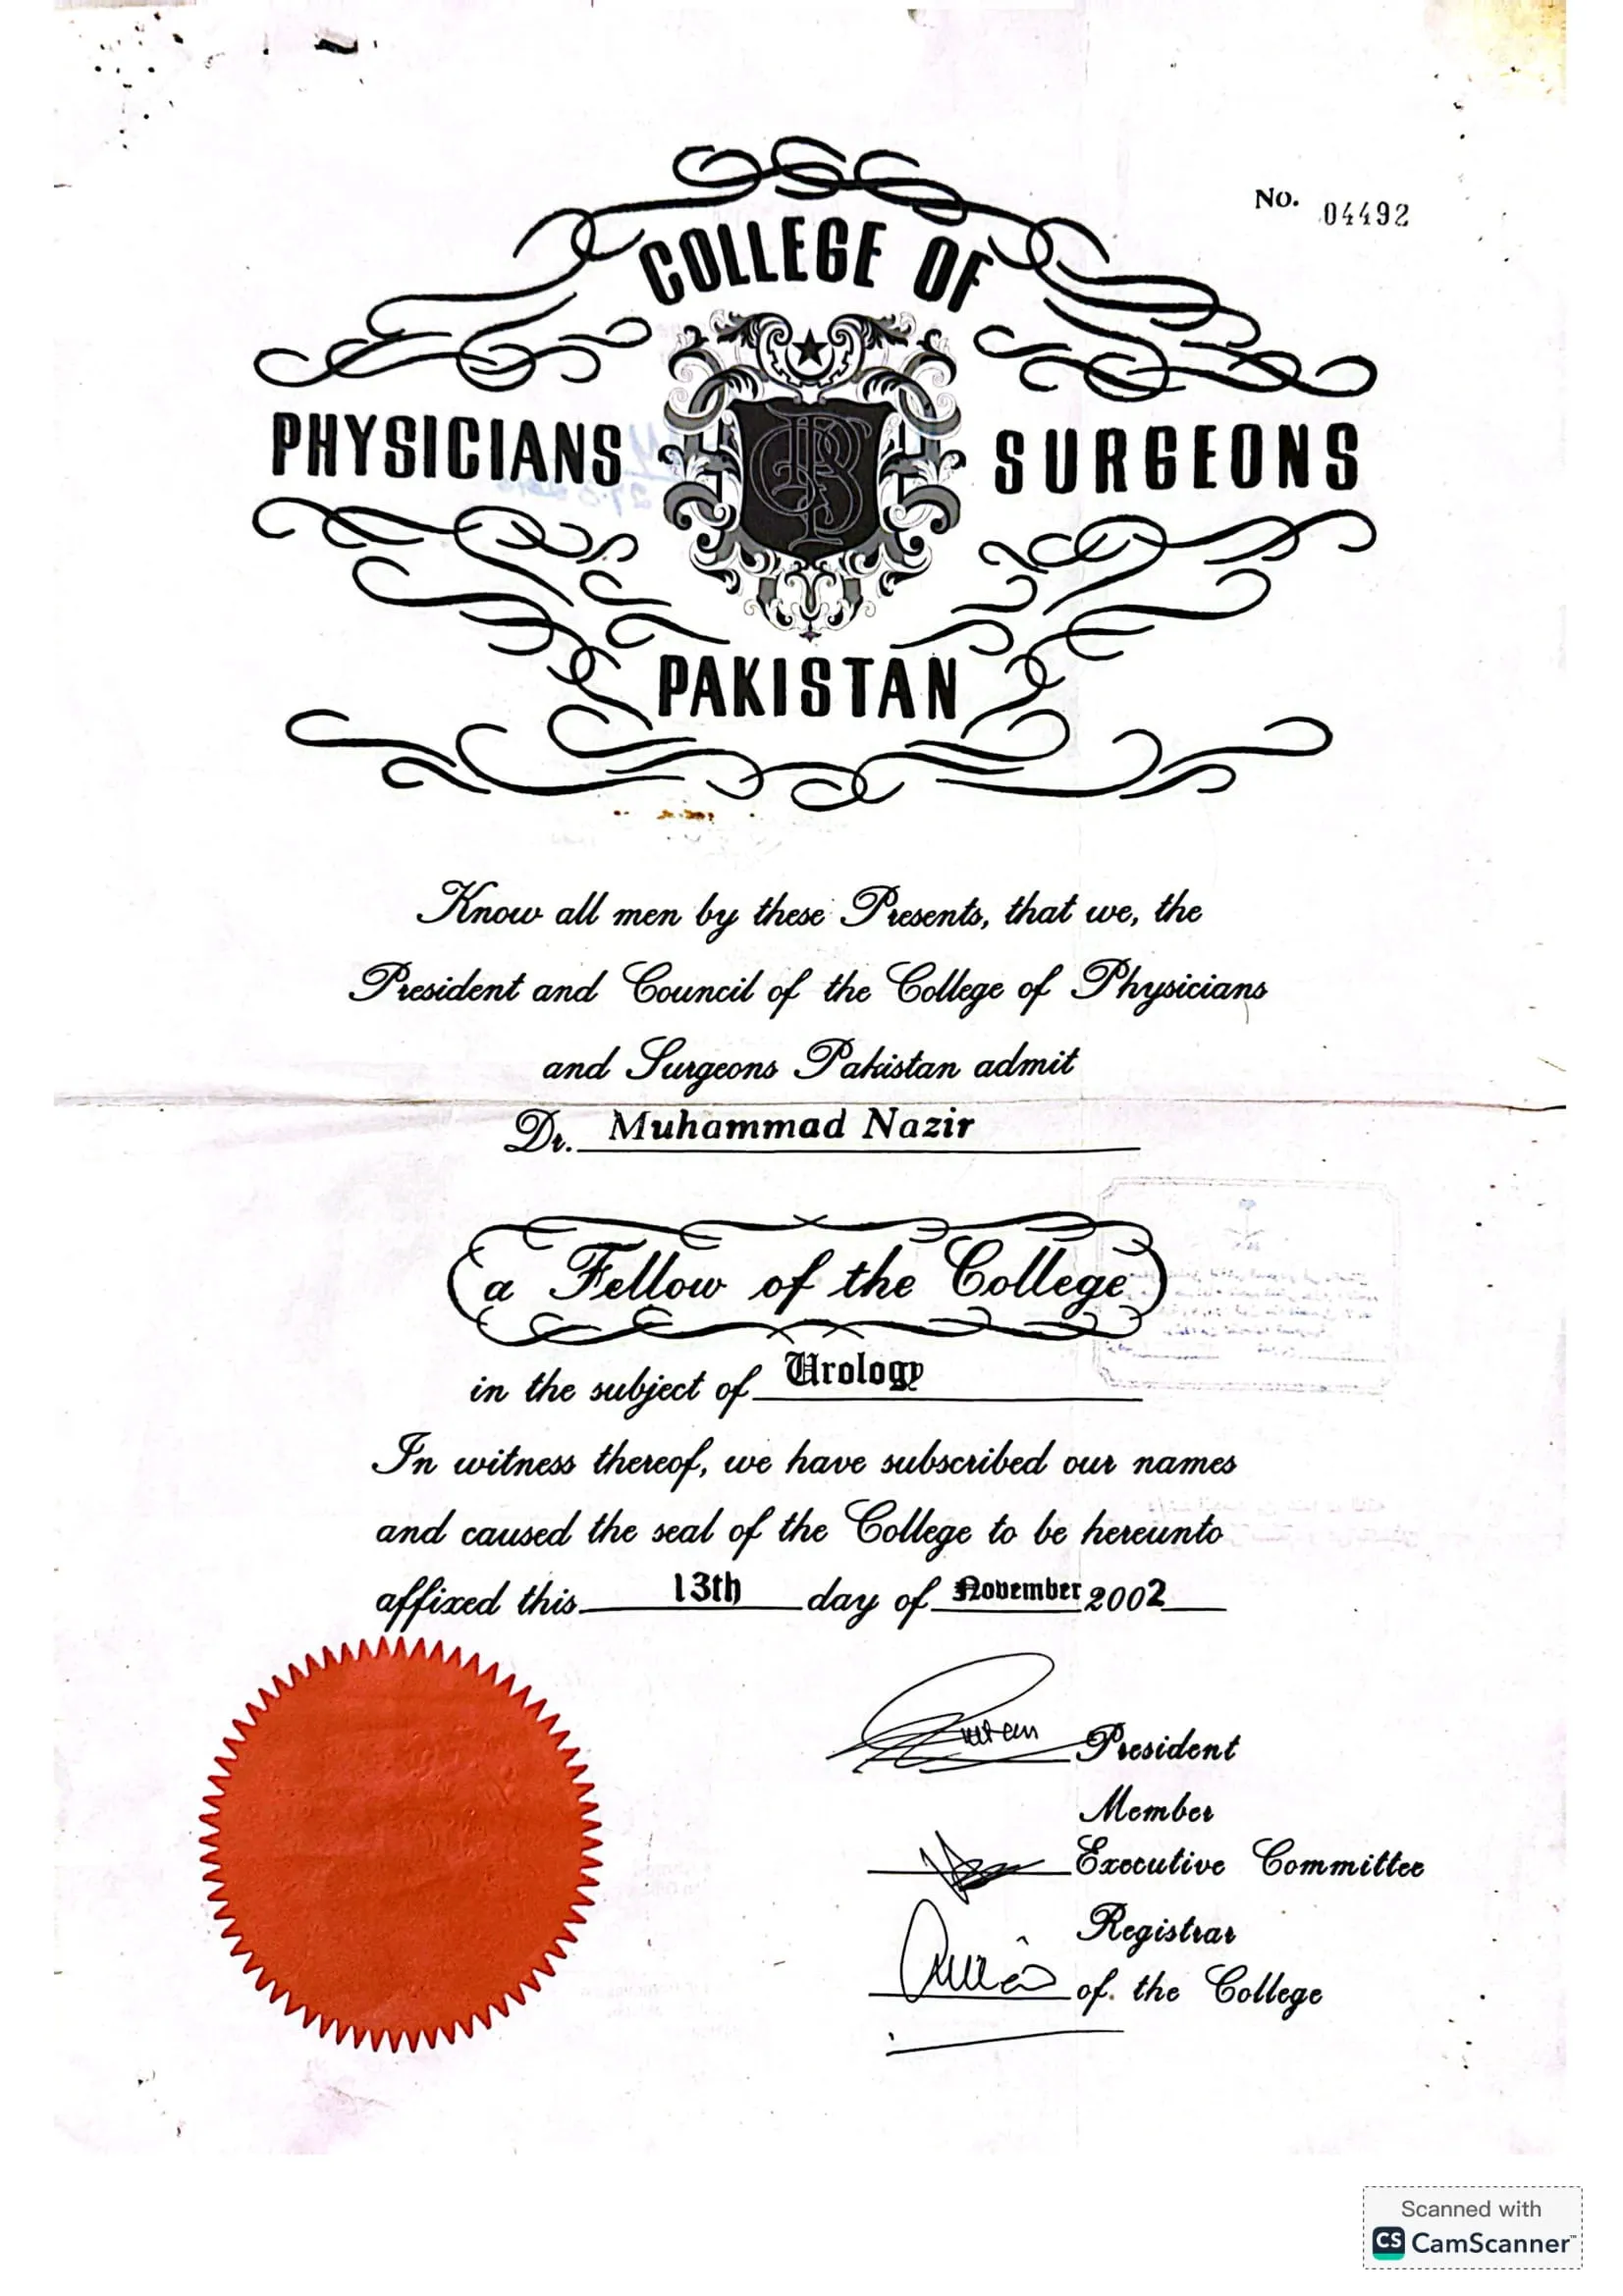 No. 04492
COLLEGE OF
PHYSICIANS SURGEONS
PAKISTAN
Know all men by these Presents, that we, the
President and Council of the College of Physicians
and Surgeons Pakistan admit
Dr. Muhammad Nazir
a Fellow of the College
in the subject of Urology
In witness thereof, we have subscribed our names
and caused the seal of the College to be hereunto
affixed this 13th day of November 2002
President
Member
Executive Committee
Registrar
of the College
Scanned with
CS CamScanner™